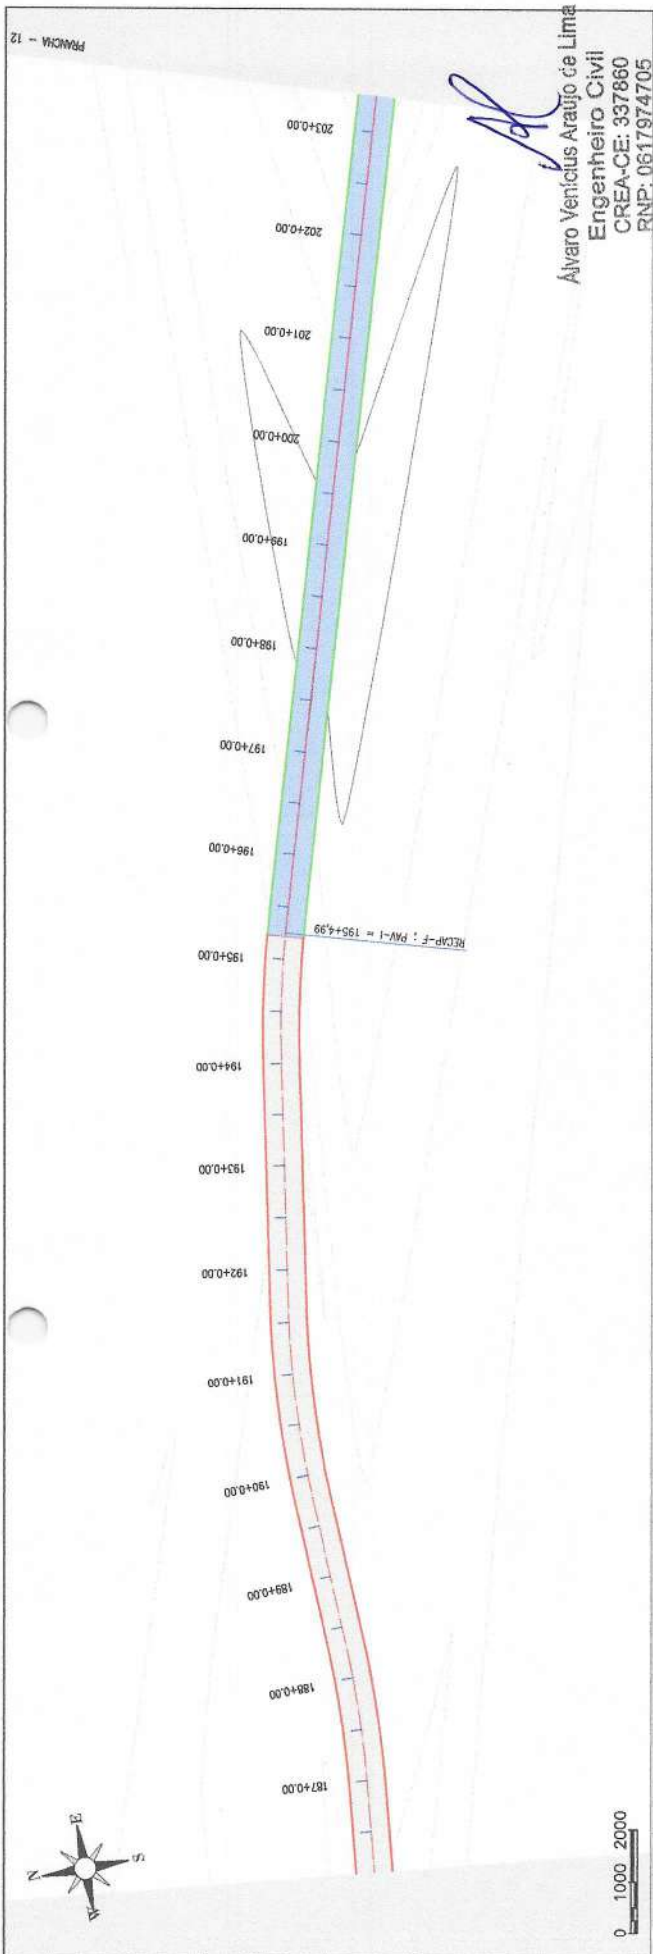 PRANCHA - 12
203+0.00
202+0.00
201+0.00
200+0.00
199+0.00
198+0.00
197+0.00
196+0.00
195+0.00
RECAP-F : PAV-I = 195+4,99
194+0.00
193+0.00
192+0.00
191+0.00
190+0.00
189+0.00
188+0.00
187+0.00
N
E
S
W
0 1000 2000
Álvaro Venícius Araújo de Lima
Engenheiro Civil
CREA-CE: 337860
RNP: 0617974705